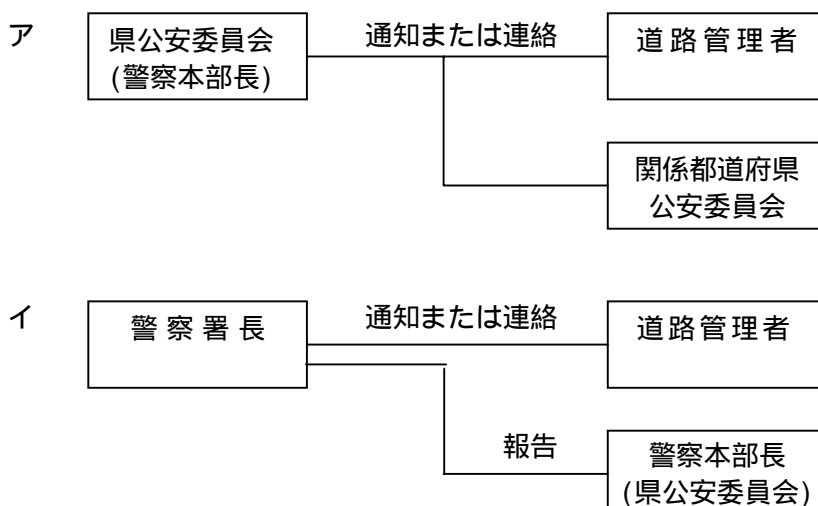 ア
県公安委員会
(警察本部長)
通知または連絡
道路管理者
関係都道府県
公安委員会
イ
警察署長
通知または連絡
道路管理者
報告
警察本部長
(県公安委員会)